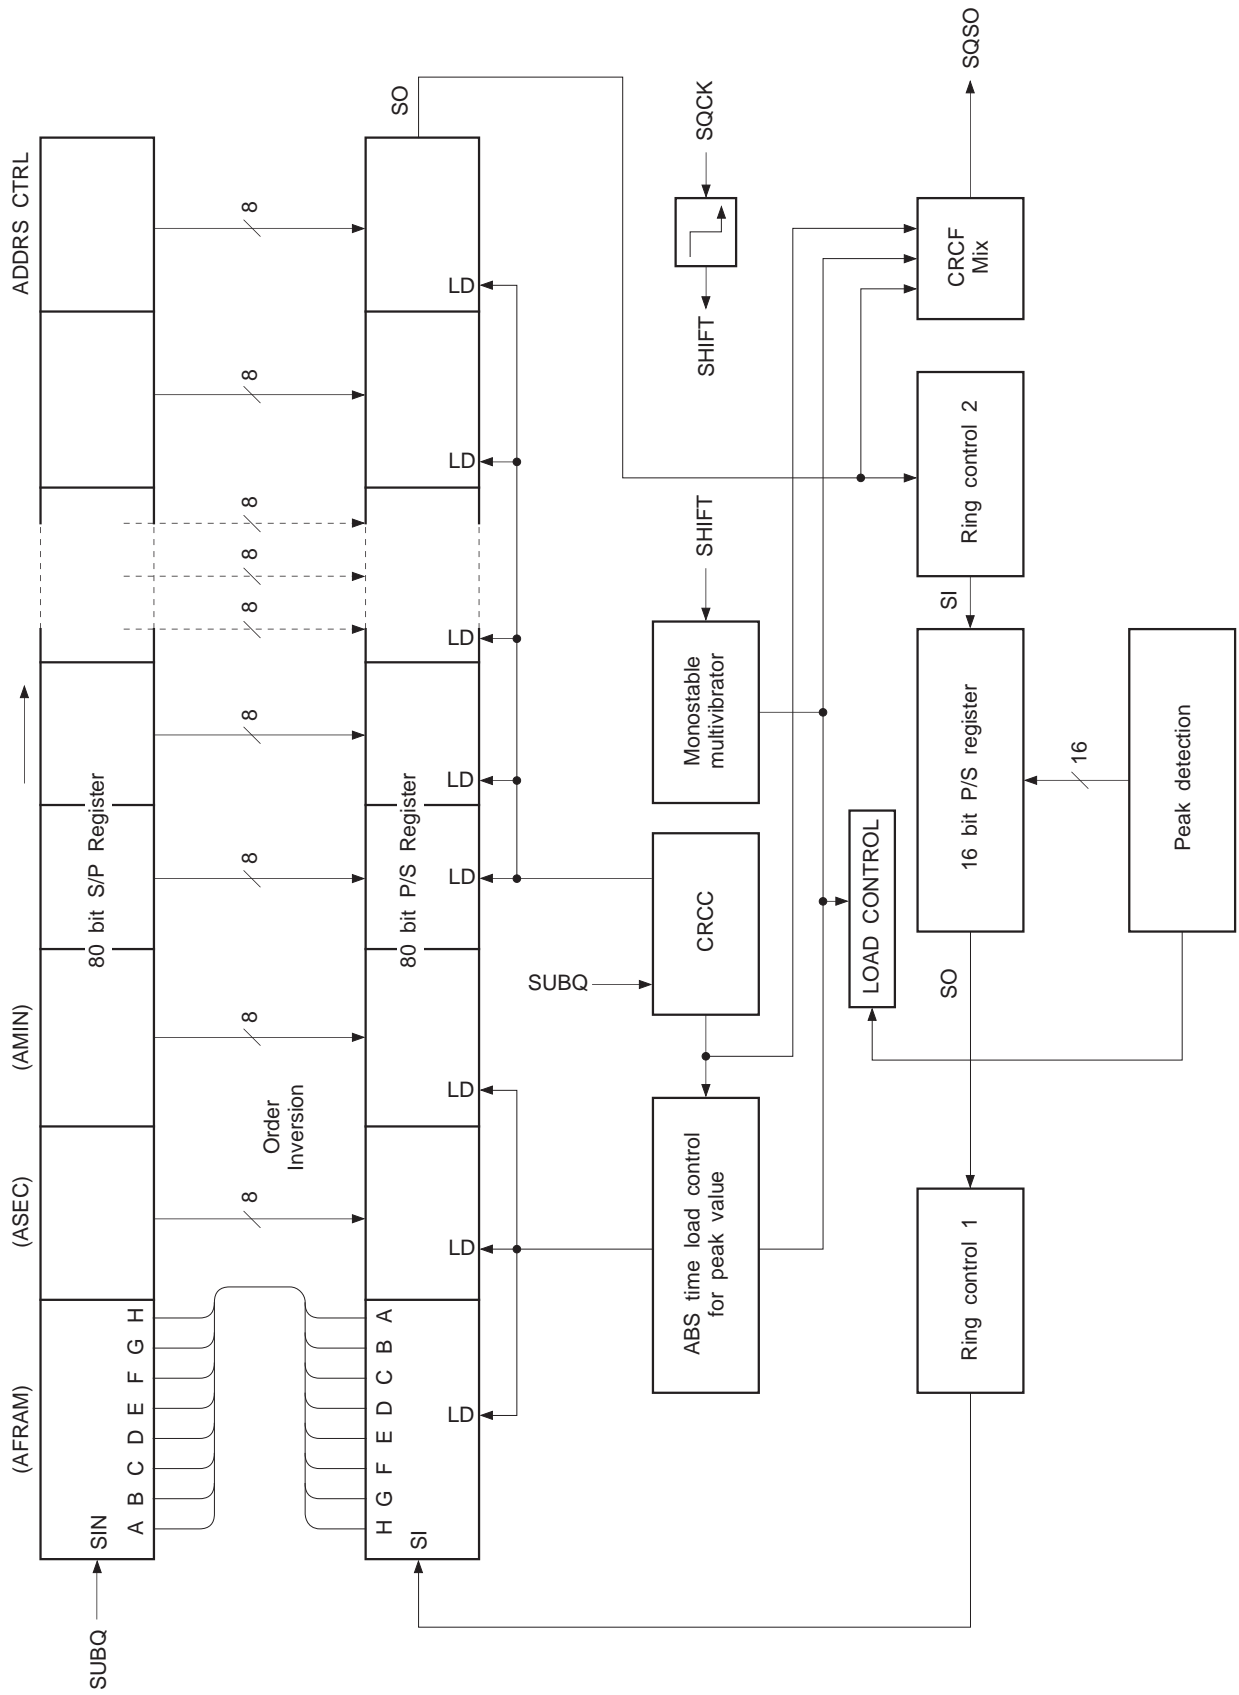 (AFRAM)
(ASEC)
(AMIN)
ADDRS CTRL
SUBQ
SIN
80 bit S/P Register
A B C D E F G H
Order
Inversion
8
8
8
8
8
8
8
8
8
H G F E D C B A
SI
80 bit P/S Register
SO
LD
LD
LD
LD
LD
LD
LD
LD
ABS time load control
for peak value
SUBQ
CRCC
Monostable
multivibrator
SHIFT
SHIFT
SQCK
LOAD CONTROL
Ring control 1
SO
16 bit P/S register
SI
Ring control 2
CRCF
Mix
SQSO
16
Peak detection